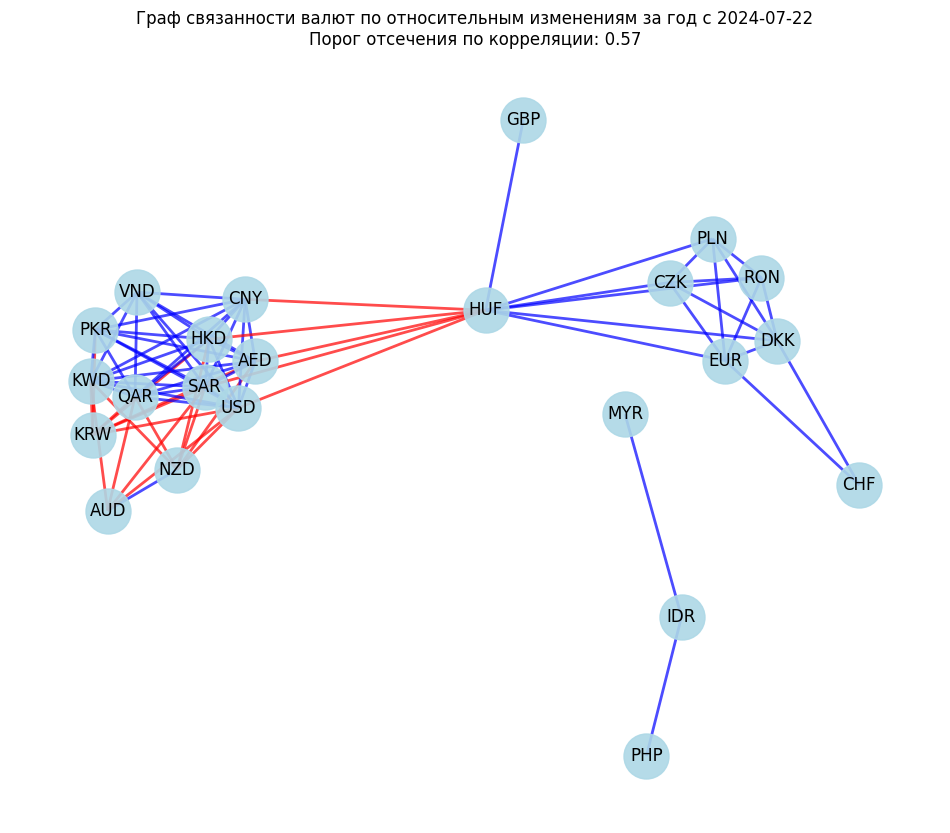 Граф связанности валют по относительным изменениям за год с 2024-07-22
Порог отсечения по корреляции: 0.57
GBP
PLN
RON
CZK
VND
CNY
HUF
PKR
HKD
DKK
AED
EUR
KWD
SAR
QAR
USD
MYR
KRW
NZD
CHF
AUD
IDR
PHP